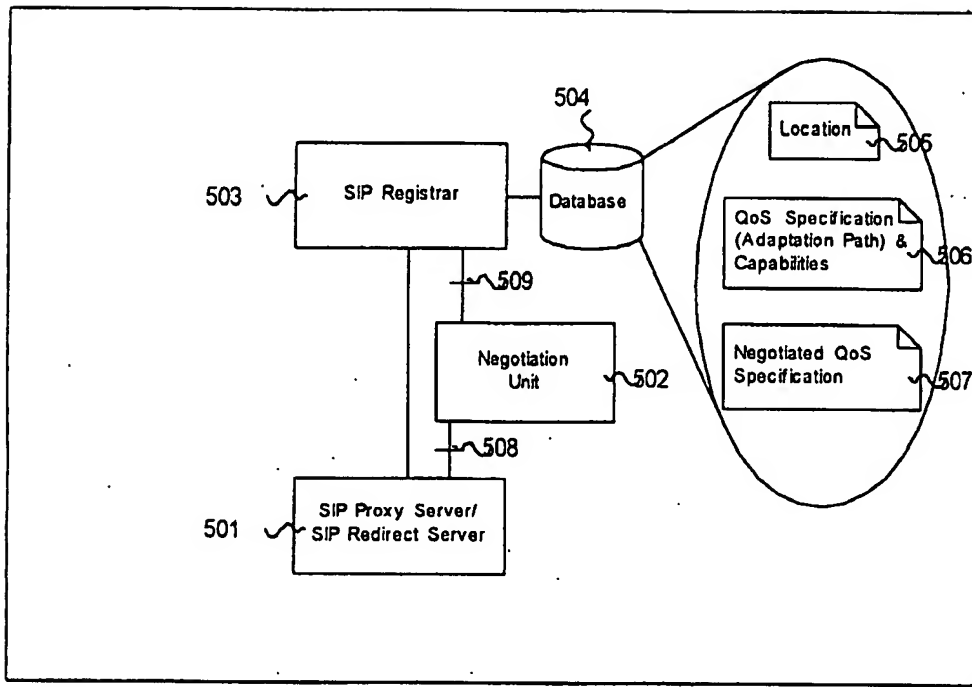 504
Location
505
503
SIP Registrar
Database
QoS Specification
(Adaptation Path) &
Capabilities
506
509
Negotiation
Unit
502
Negotiated QoS
Specification
507
508
501
SIP Proxy Server/
SIP Redirect Server